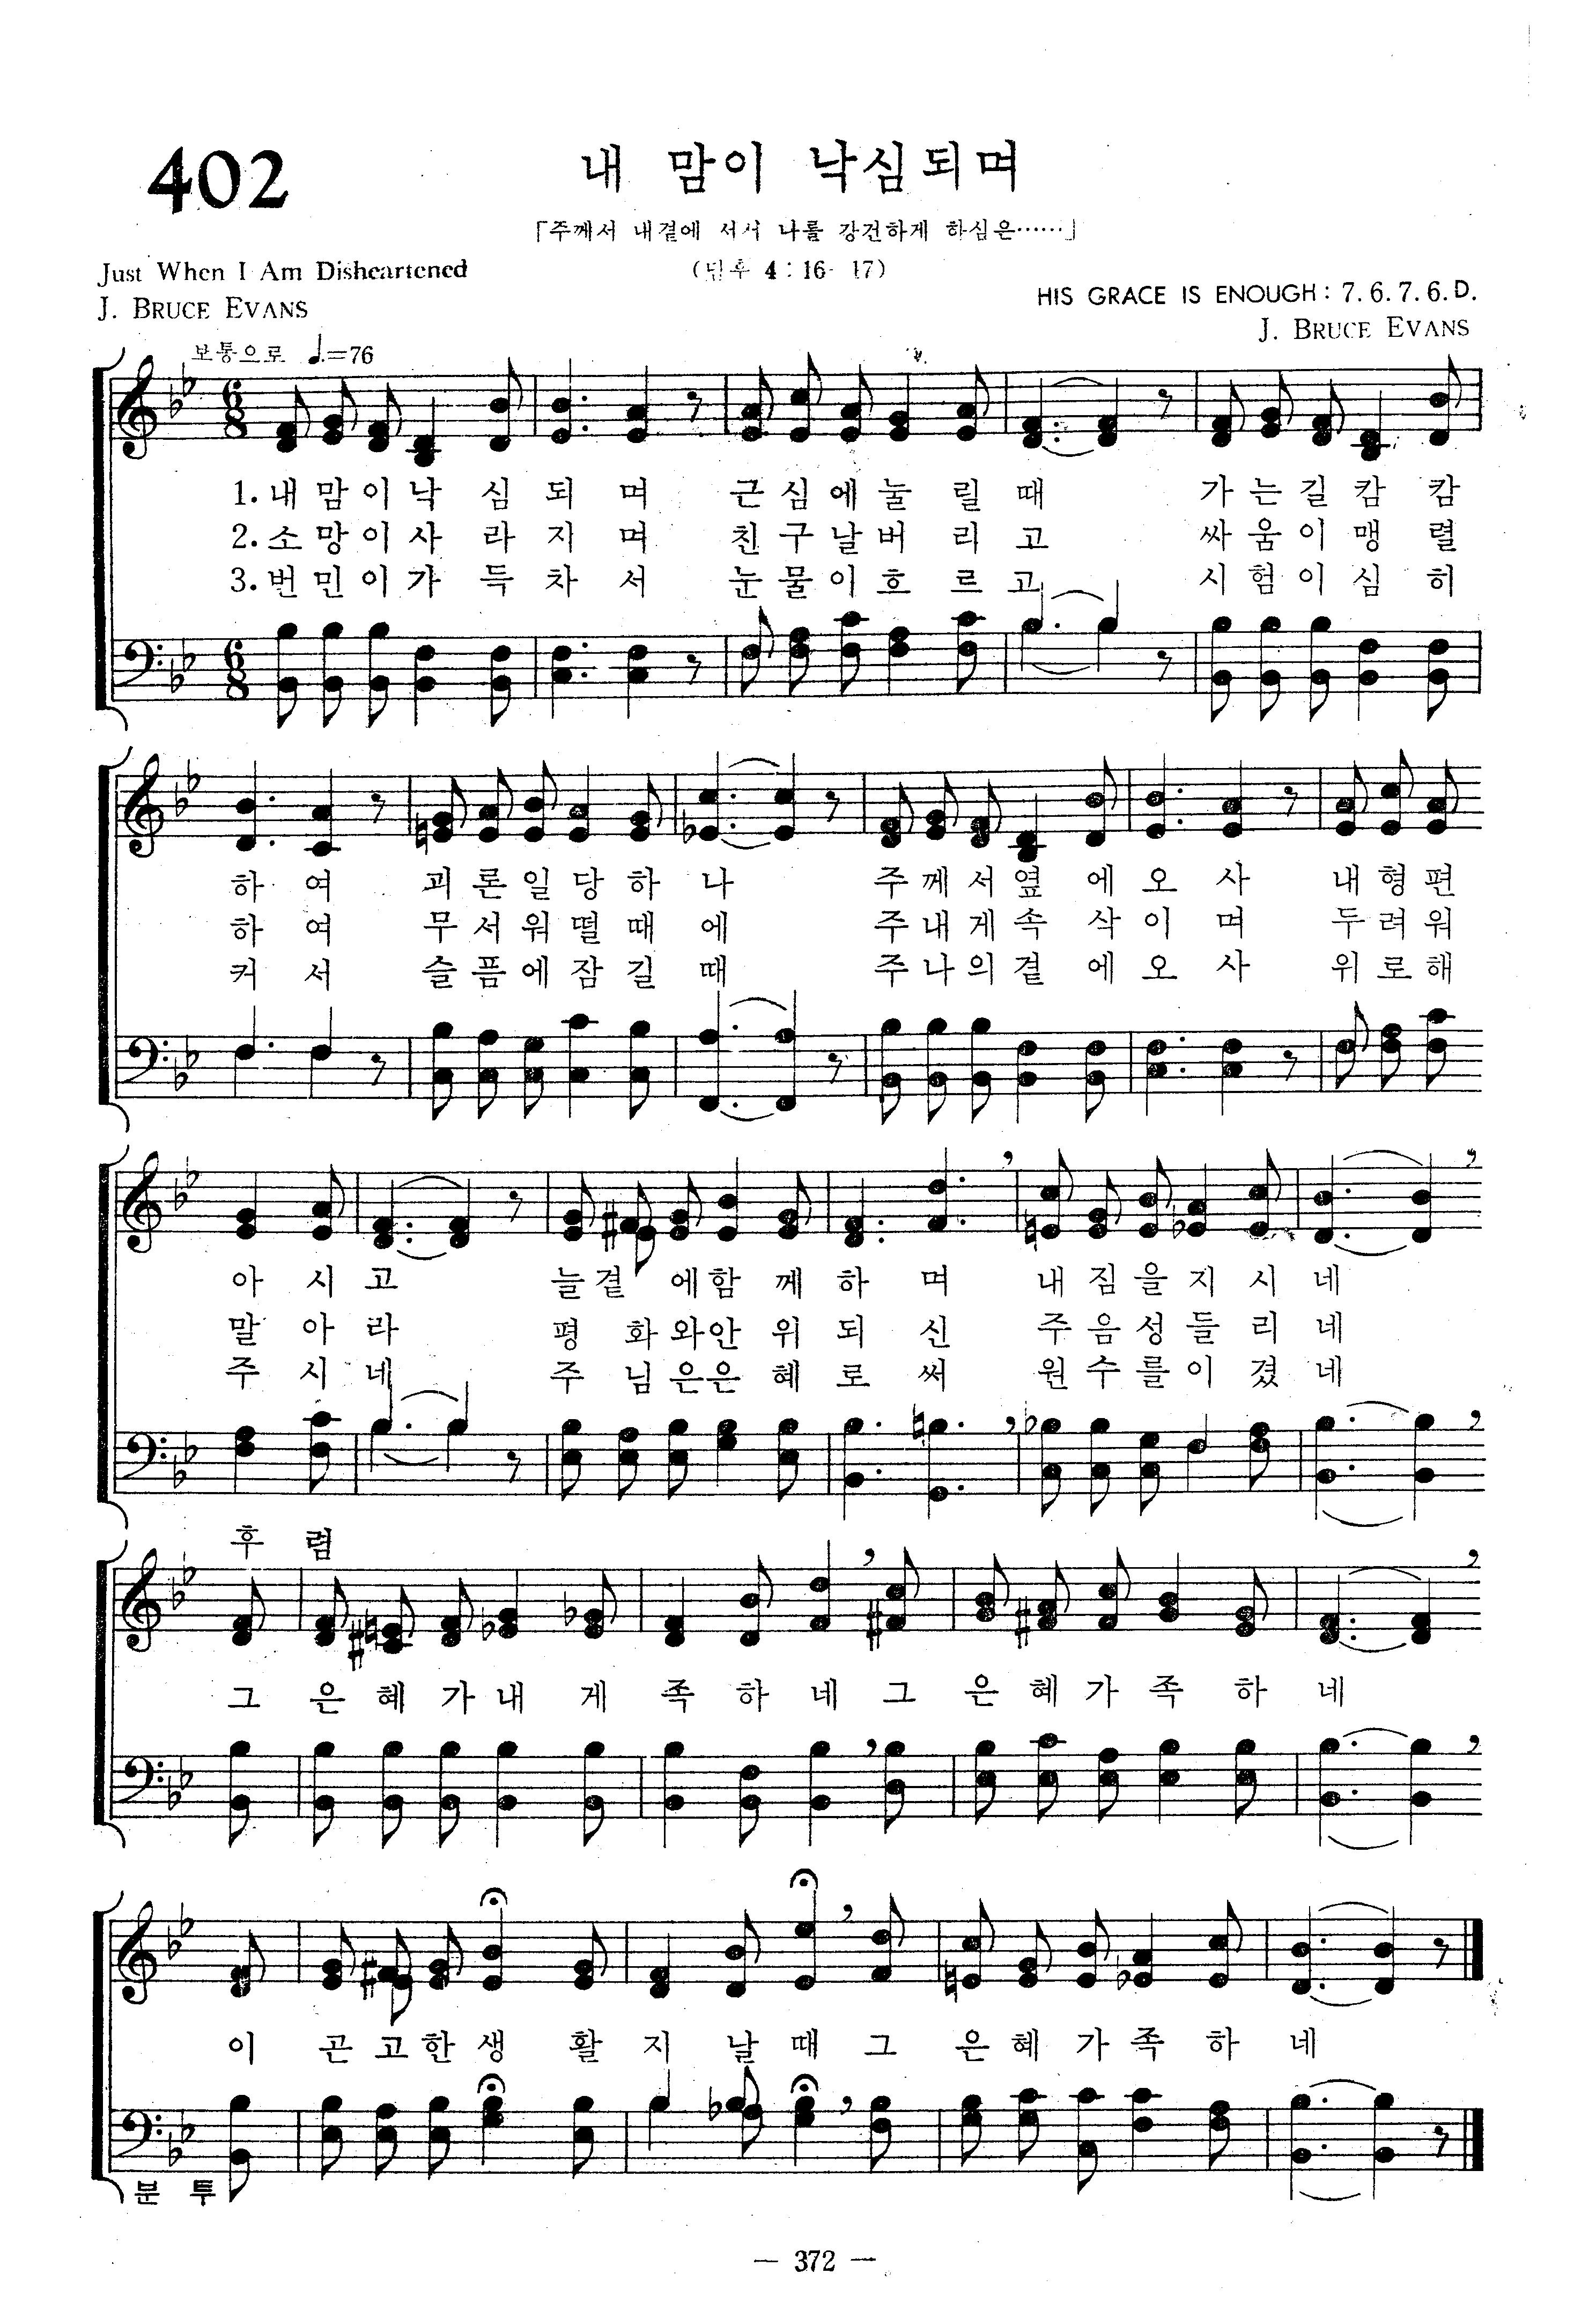 402
내 맘이 낙심되며
「주께서 내곁에 서서 나를 강건하게 하심은……」
Just When I Am Disheartened
(딤후 4 : 16- 17)
J. BRUCE EVANS
HIS GRACE IS ENOUGH : 7. 6. 7. 6. D.
J. BRUCE EVANS
보통으로 ♩.=76
1. 내 맘 이 낙 심 되 며 근 심 에 눌 릴 때 가 는 길 캄 캄
2. 소 망 이 사 라 지 며 친 구 날 버 리 고 싸 움 이 맹 렬
3. 번 민 이 가 득 차 서 눈 물 이 흐 르 고 시 험 이 심 히
하 여 괴 론 일 당 하 나 주 께 서 옆 에 오 사 내 형 편
하 여 무 서 워 떨 때 에 주 내 게 속 삭 이 며 두 려 워
커 서 슬 픔 에 잠 길 때 주 나 의 곁 에 오 사 위 로 해
아 시 고 늘 곁 에 함 께 하 며 내 짐 을 지 시 네
말 아 라 평 화 와 안 위 되 신 주 음 성 들 리 네
주 시 네 주 님 은 은 혜 로 써 원 수 를 이 겼 네
후 렴
그 은 혜 가 내 게 족 하 네 그 은 혜 가 족 하 네
이 곤 고 한 생 활 지 날 때 그 은 혜 가 족 하 네
분 투
— 372 —